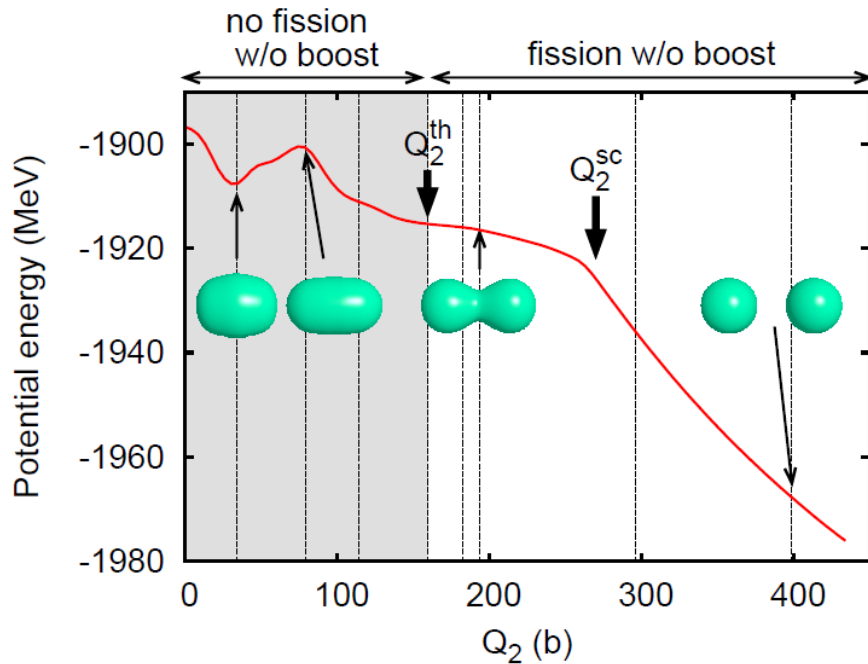 no fission
w/o boost
fission w/o boost
Q₂ᵗʰ
Q₂ˢᶜ
Potential energy (MeV)
-1900
-1920
-1940
-1960
-1980
0
100
200
300
400
Q₂ (b)